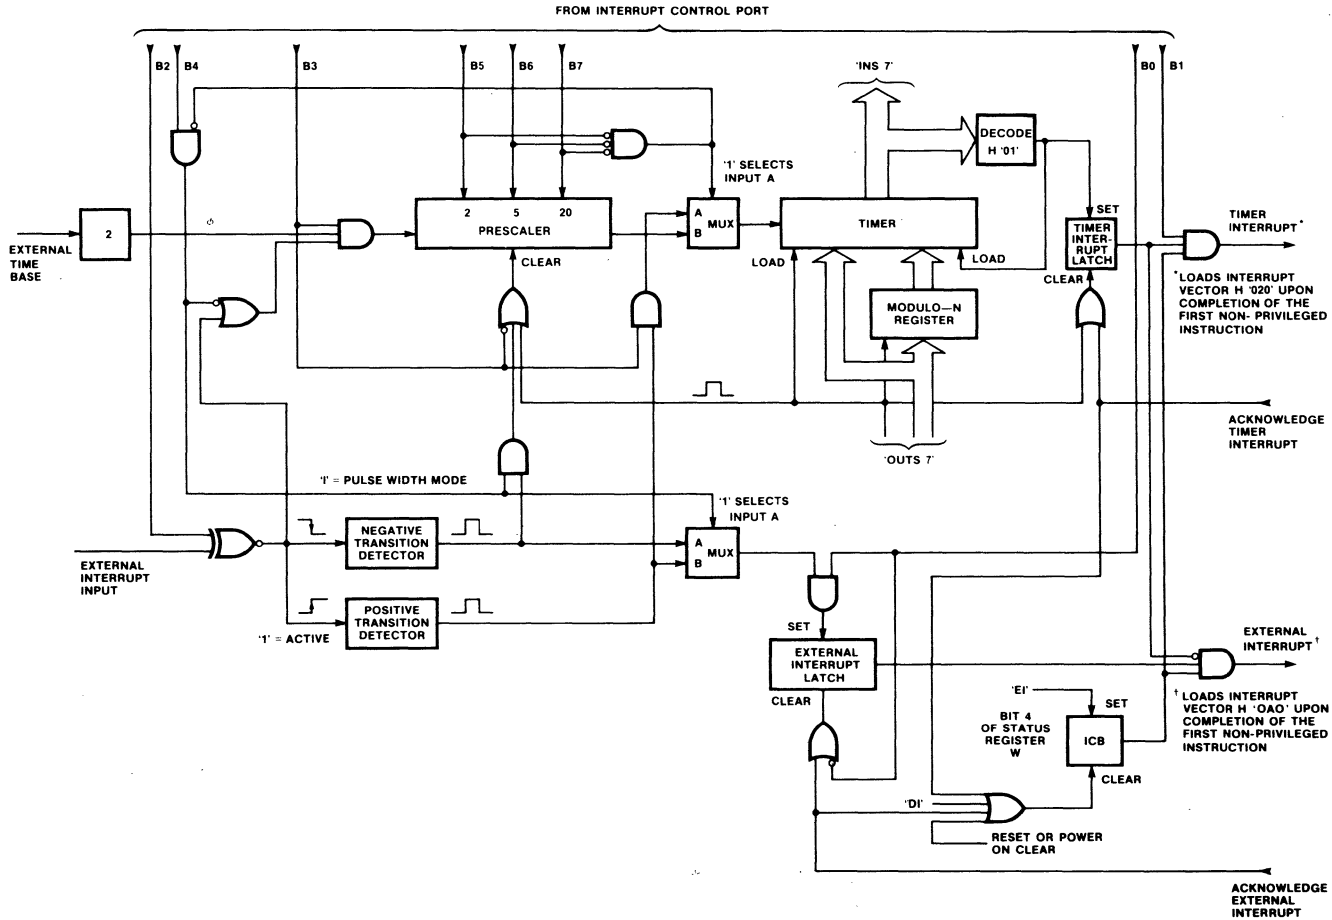 FROM INTERRUPT CONTROL PORT
B2
B4
B3
B5
B6
B7
'INS 7'
B0
B1
DECODE
H '01'
'1' SELECTS
INPUT A
2
5
20
PRESCALER
A
B
MUX
TIMER
SET
TIMER
INTER-
RUPT
LATCH
CLEAR
TIMER
INTERRUPT*
2
ϕ
EXTERNAL
TIME
BASE
CLEAR
LOAD
LOAD
*LOADS INTERRUPT
VECTOR H '020' UPON
COMPLETION OF THE
FIRST NON- PRIVILEGED
INSTRUCTION
MODULO—N
REGISTER
ACKNOWLEDGE
TIMER
INTERRUPT
'OUTS 7'
'I' = PULSE WIDTH MODE
'1' SELECTS
INPUT A
NEGATIVE
TRANSITION
DETECTOR
A
B
MUX
EXTERNAL
INTERRUPT
INPUT
POSITIVE
TRANSITION
DETECTOR
'1' = ACTIVE
SET
EXTERNAL
INTERRUPT
LATCH
CLEAR
EXTERNAL
INTERRUPT†
†LOADS INTERRUPT
VECTOR H 'OAO' UPON
COMPLETION OF THE
FIRST NON-PRIVILEGED
INSTRUCTION
'EI'
SET
BIT 4
OF STATUS
REGISTER
W
ICB
CLEAR
'DI'
RESET OR POWER
ON CLEAR
ACKNOWLEDGE
EXTERNAL
INTERRUPT